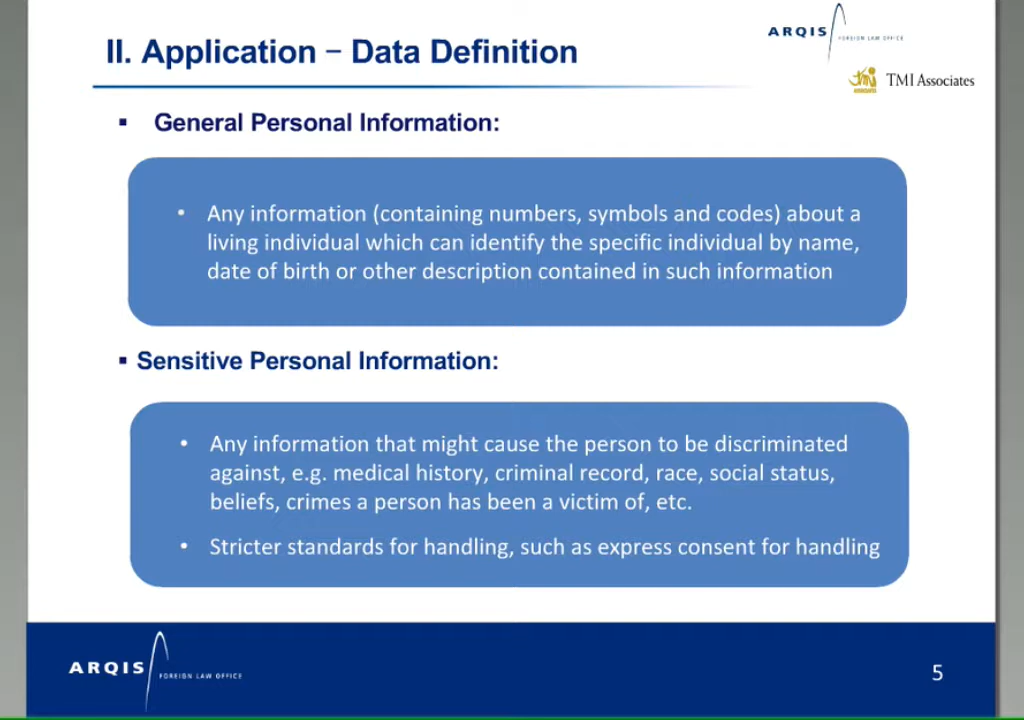 II. Application – Data Definition
ARQIS
FOREIGN LAW OFFICE
TMI Associates
▪ General Personal Information:
• Any information (containing numbers, symbols and codes) about a
living individual which can identify the specific individual by name,
date of birth or other description contained in such information
▪ Sensitive Personal Information:
• Any information that might cause the person to be discriminated
against, e.g. medical history, criminal record, race, social status,
beliefs, crimes a person has been a victim of, etc.
• Stricter standards for handling, such as express consent for handling
ARQIS
FOREIGN LAW OFFICE
5